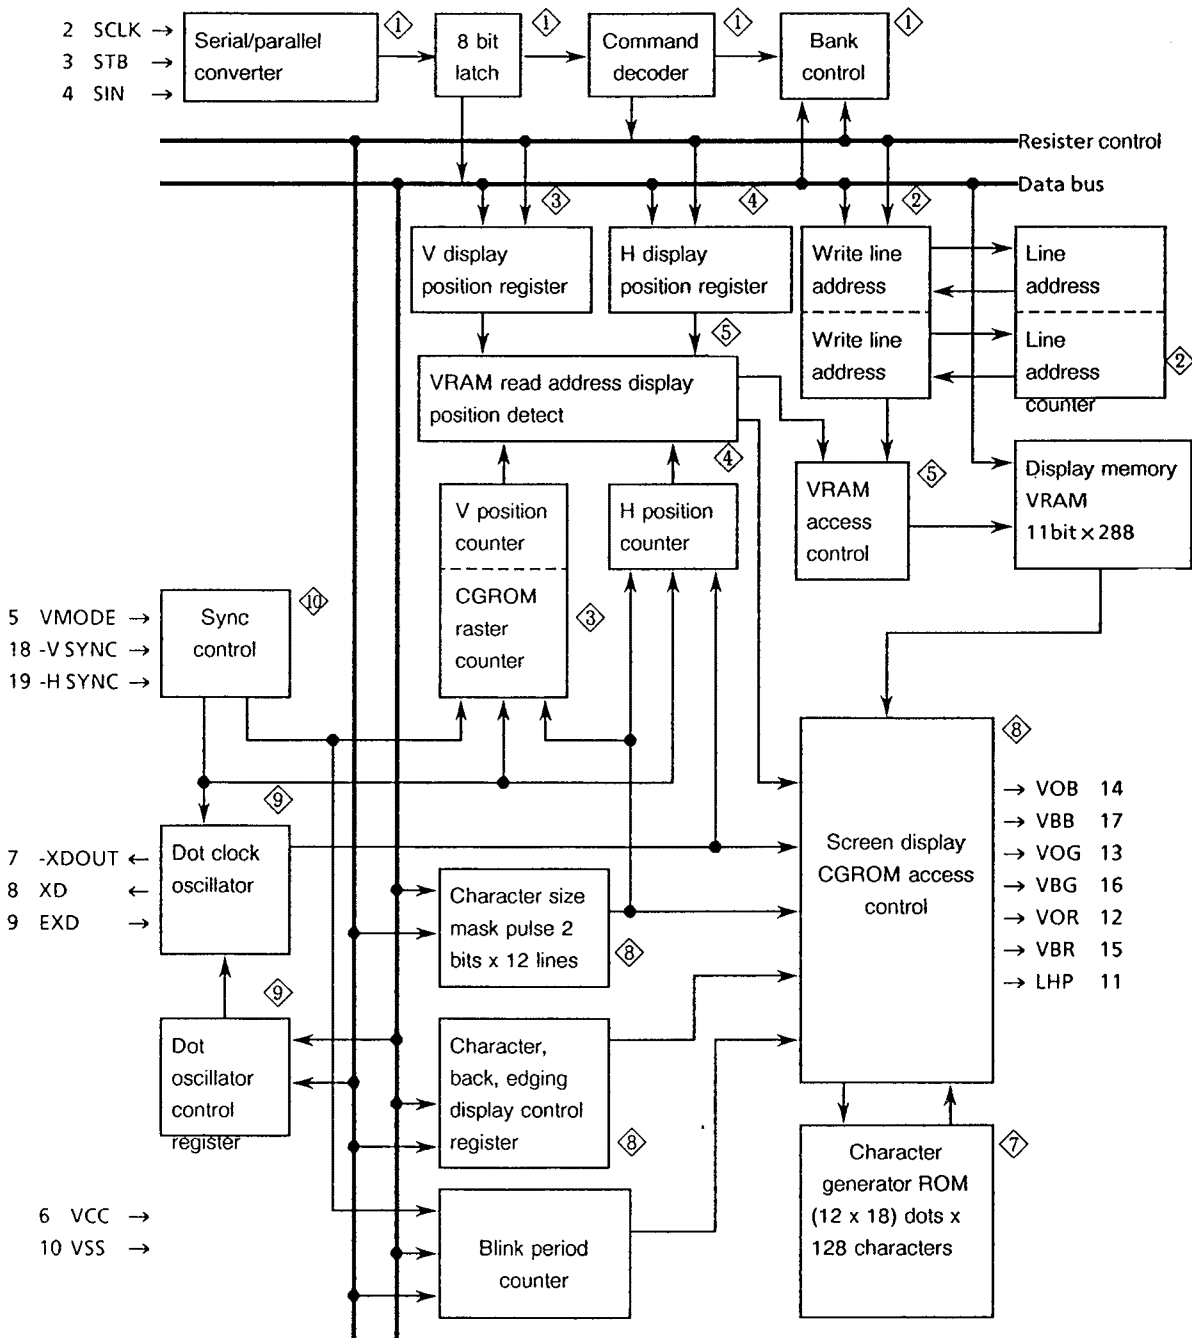 2 SCLK →
3 STB →
4 SIN →
Serial/parallel
converter
1
8 bit
latch
1
Command
decoder
1
Bank
control
1
Resister control
Data bus
V display
position register
3
H display
position register
4
Write line
address
Write line
address
2
Line
address
Line
address
counter
2
VRAM read address display
position detect
5
4
V position
counter
CGROM
raster
counter
3
H position
counter
VRAM
access
control
5
Display memory
VRAM
11bit × 288
5 VMODE →
18 -V SYNC →
19 -H SYNC →
Sync
control
10
7 -XDOUT ←
8 XD ←
9 EXD →
Dot clock
oscillator
9
Dot
oscillator
control
register
9
Character size
mask pulse 2
bits x 12 lines
8
Character,
back, edging
display control
register
8
Blink period
counter
6 VCC →
10 VSS →
Screen display
CGROM access
control
8
→ VOB 14
→ VBB 17
→ VOG 13
→ VBG 16
→ VOR 12
→ VBR 15
→ LHP 11
Character
generator ROM
(12 x 18) dots x
128 characters
7